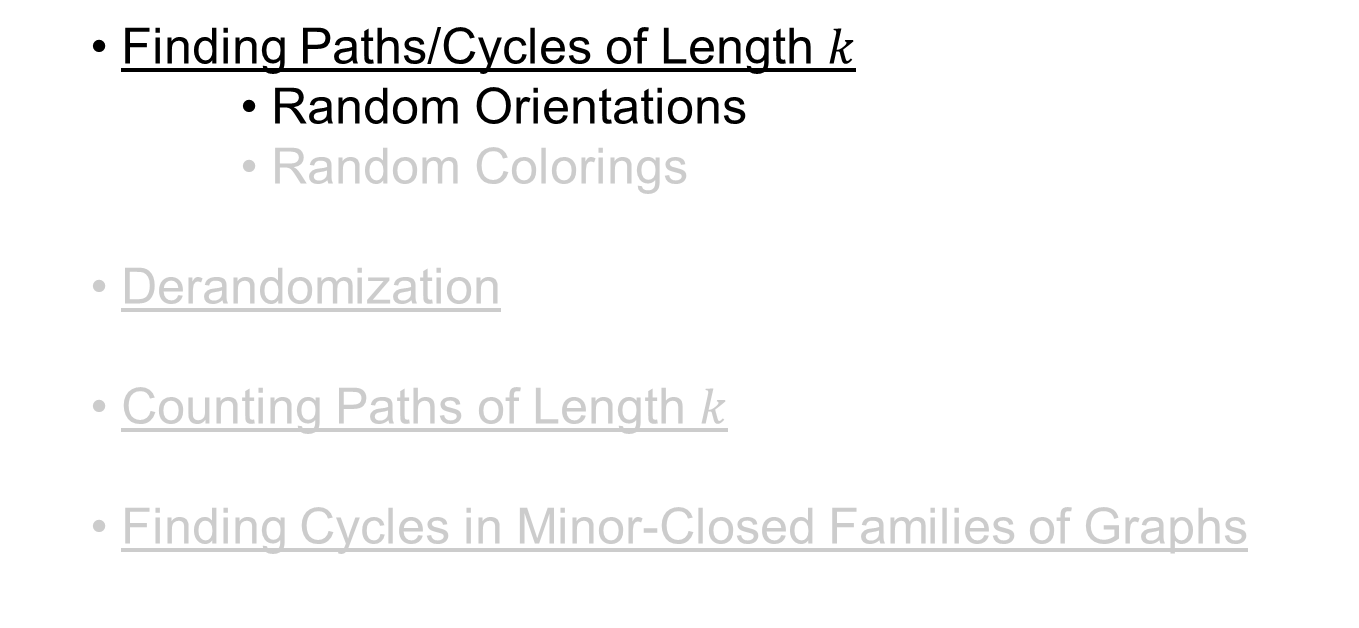 • Finding Paths/Cycles of Length k
• Random Orientations
• Random Colorings
• Derandomization
• Counting Paths of Length k
• Finding Cycles in Minor-Closed Families of Graphs